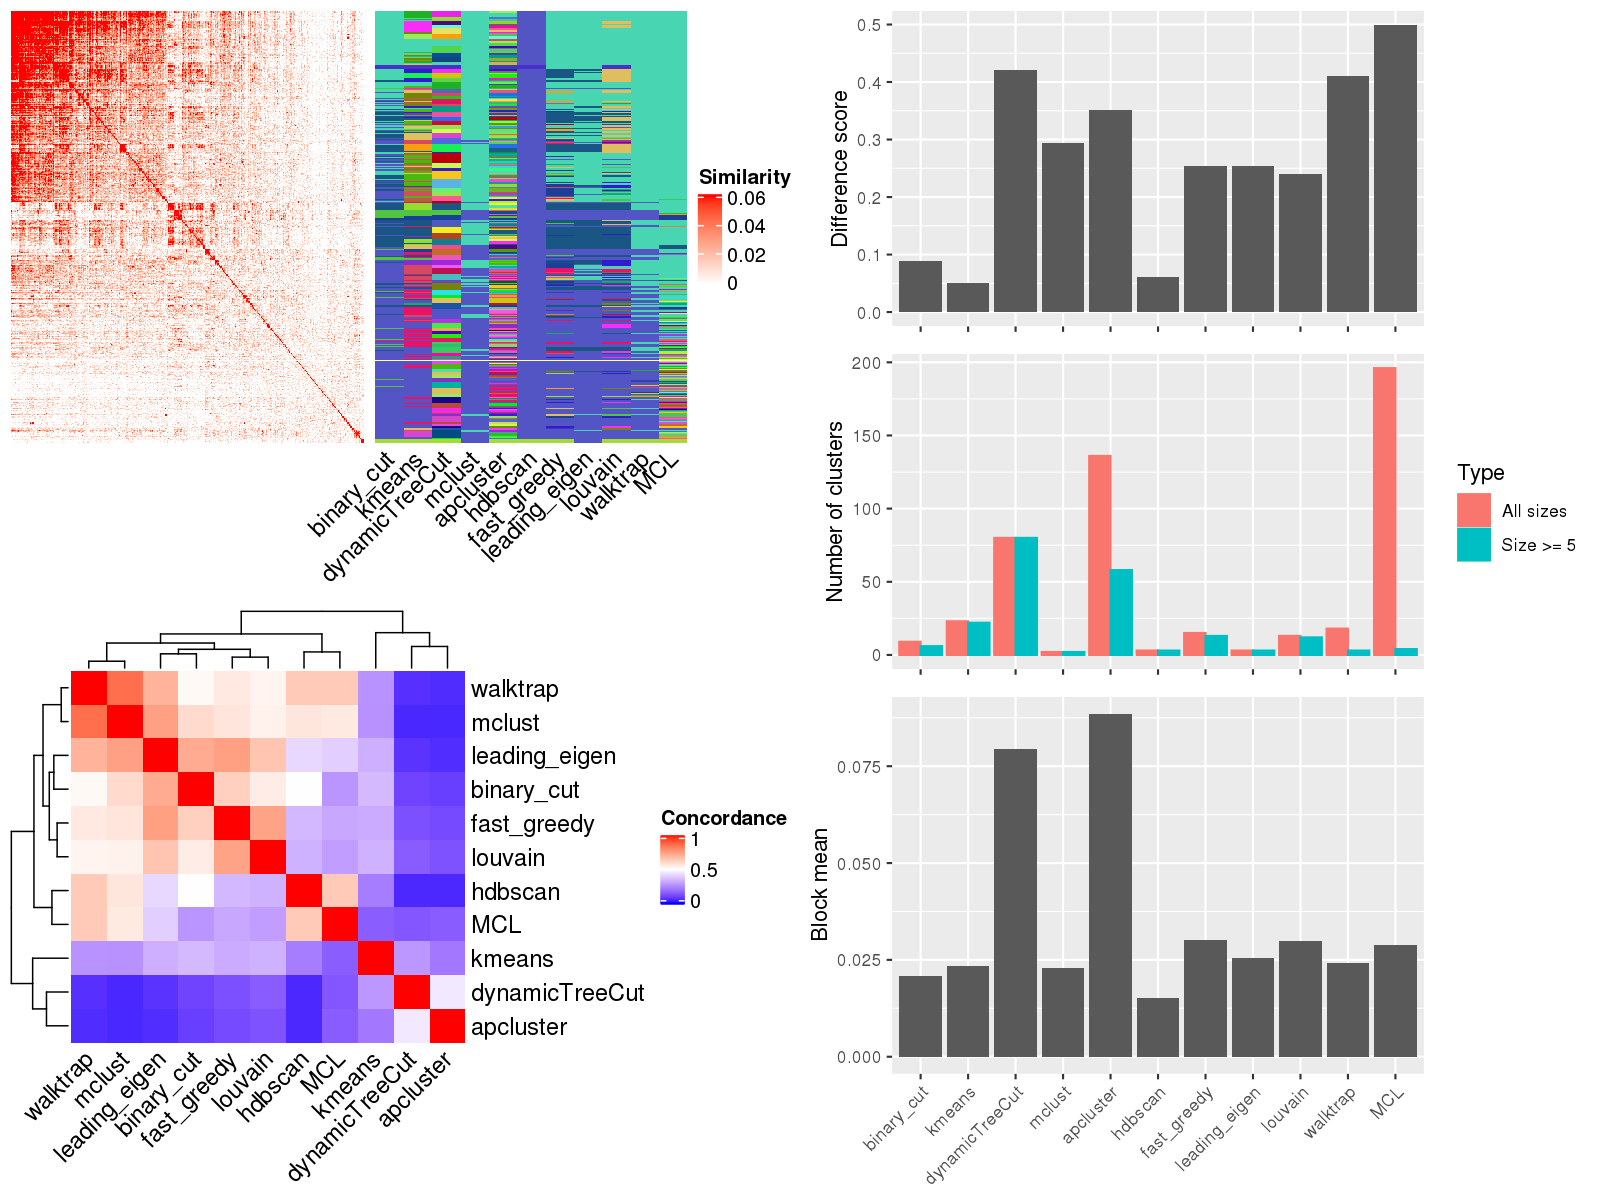 Similarity
0.06
0.04
0.02
0
binary_cut
kmeans
dynamicTreeCut
mclust
apcluster
hdbscan
fast_greedy
leading_eigen
louvain
walktrap
MCL
walktrap
mclust
leading_eigen
binary_cut
fast_greedy
louvain
hdbscan
MCL
kmeans
dynamicTreeCut
apcluster
walktrap
mclust
leading_eigen
binary_cut
fast_greedy
louvain
hdbscan
MCL
kmeans
dynamicTreeCut
apcluster
Concordance
1
0.5
0
Difference score
0.5
0.4
0.3
0.2
0.1
0.0
Number of clusters
200
150
100
50
0
Type
All sizes
Size >= 5
Block mean
0.075
0.050
0.025
0.000
binary_cut
kmeans
dynamicTreeCut
mclust
apcluster
hdbscan
fast_greedy
leading_eigen
louvain
walktrap
MCL